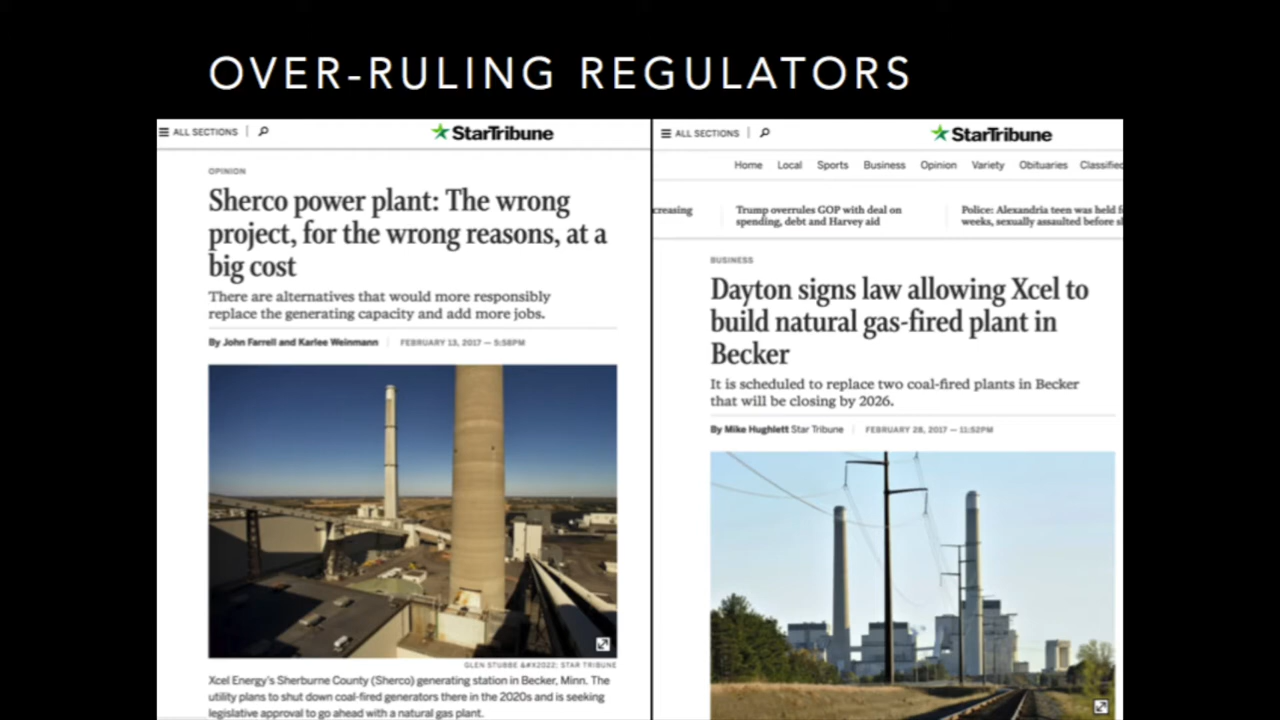 OVER-RULING REGULATORS
ALL SECTIONS
StarTribune
OPINION
Sherco power plant: The wrong
project, for the wrong reasons, at a
big cost
There are alternatives that would more responsibly
replace the generating capacity and add more jobs.
By John Farrell and Karlee Weinmann | FEBRUARY 13, 2017 — 5:58PM
GLEN STUBBE &#X2022; STAR TRIBUNE
Xcel Energy's Sherburne County (Sherco) generating station in Becker, Minn. The
utility plans to shut down coal-fired generators there in the 2020s and is seeking
legislative approval to go ahead with a natural gas plant.
ALL SECTIONS
StarTribune
Home Local Sports Business Opinion Variety Obituaries Classified
creasing
Trump overrules GOP with deal on
spending, debt and Harvey aid
Police: Alexandria teen was held f
weeks, sexually assaulted before s
BUSINESS
Dayton signs law allowing Xcel to
build natural gas-fired plant in
Becker
It is scheduled to replace two coal-fired plants in Becker
that will be closing by 2026.
By Mike Hughlett Star Tribune | FEBRUARY 28, 2017 — 11:52PM